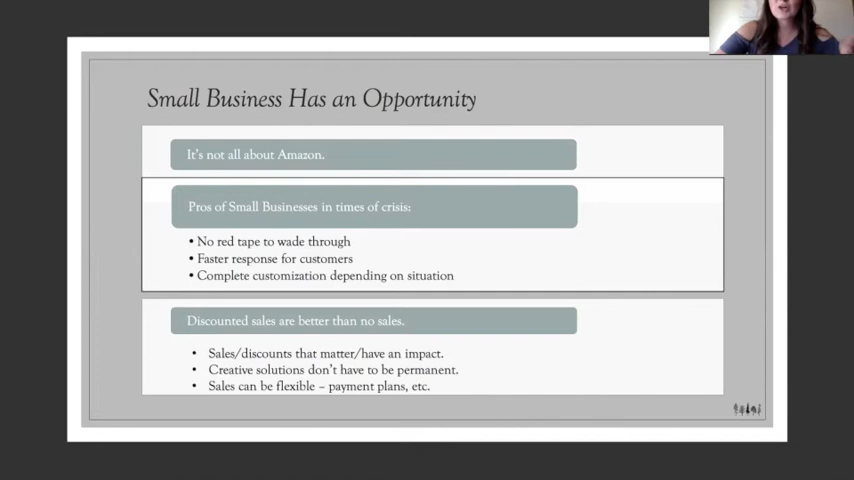 Small Business Has an Opportunity
It's not all about Amazon.
Pros of Small Businesses in times of crisis:
• No red tape to wade through
• Faster response for customers
• Complete customization depending on situation
Discounted sales are better than no sales.
• Sales/discounts that matter/have an impact.
• Creative solutions don't have to be permanent.
• Sales can be flexible – payment plans, etc.